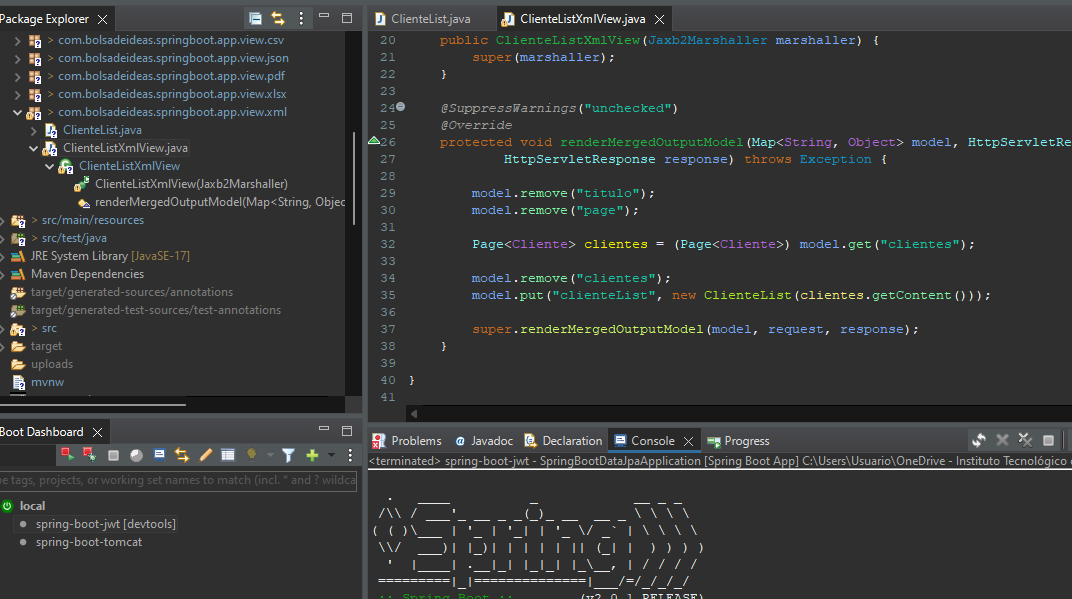 Package Explorer
> com.bolsadeideas.springboot.app.view.csv
> com.bolsadeideas.springboot.app.view.json
> com.bolsadeideas.springboot.app.view.pdf
> com.bolsadeideas.springboot.app.view.xlsx
> com.bolsadeideas.springboot.app.view.xml
ClienteList.java
ClienteListXmlView.java
ClienteListXmlView
ClienteListXmlView(Jaxb2Marshaller)
renderMergedOutputModel(Map<String, Objec
> src/main/resources
> src/test/java
JRE System Library [JavaSE-17]
Maven Dependencies
target/generated-sources/annotations
target/generated-test-sources/test-annotations
> src
target
uploads
mvnw
Boot Dashboard
pe tags, projects, or working set names to match (incl. * and ? wildca
local
spring-boot-jwt [devtools]
spring-boot-tomcat
ClienteList.java
ClienteListXmlView.java
20 public ClienteListXmlView(Jaxb2Marshaller marshaller) {
21 super(marshaller);
22 }
23
24 @SuppressWarnings("unchecked")
25 @Override
26 protected void renderMergedOutputModel(Map<String, Object> model, HttpServletRe
27 HttpServletResponse response) throws Exception {
28
29 model.remove("titulo");
30 model.remove("page");
31
32 Page<Cliente> clientes = (Page<Cliente>) model.get("clientes");
33
34 model.remove("clientes");
35 model.put("clienteList", new ClienteList(clientes.getContent()));
36
37 super.renderMergedOutputModel(model, request, response);
38 }
39
40 }
41
Problems
Javadoc
Declaration
Console
Progress
<terminated> spring-boot-jwt - SpringBootDataJpaApplication [Spring Boot App] C:\Users\Usuario\OneDrive - Instituto Tecnológico d
:: Spring Boot :: (v2.0.1.RELEASE)